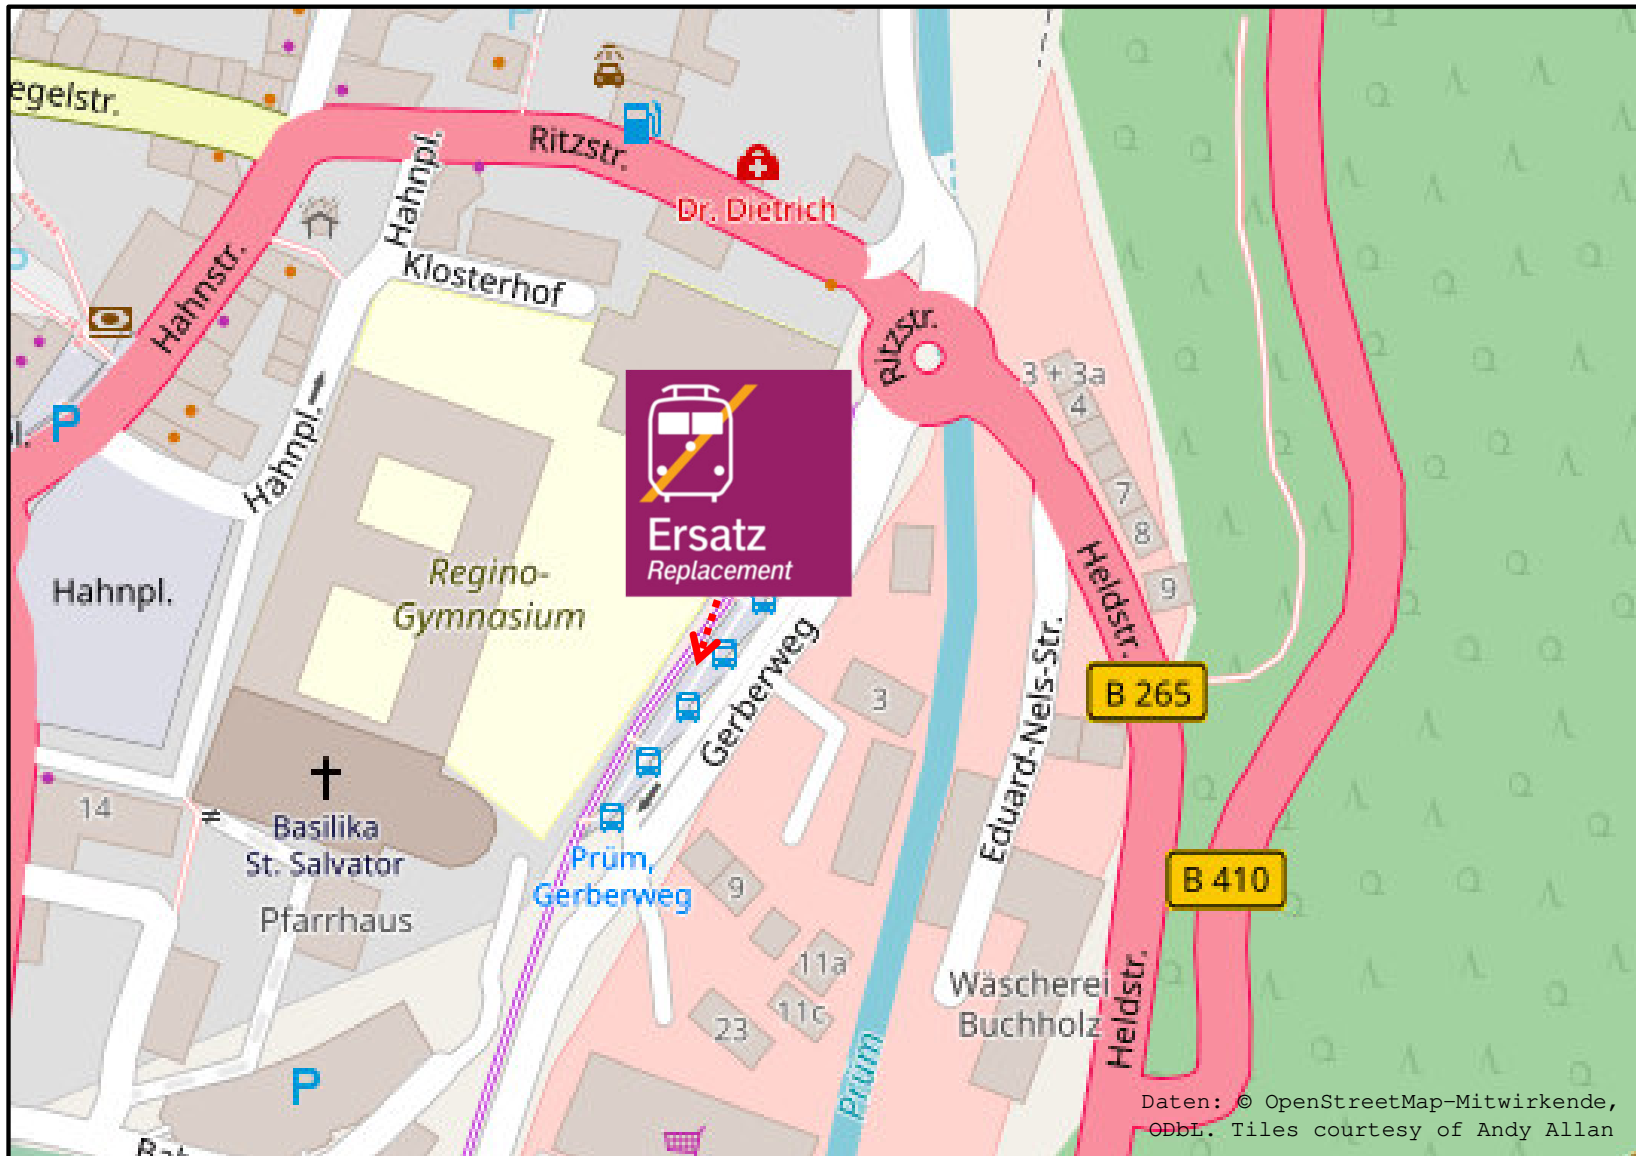 egelstr.
Hahnpl.
Ritzstr.
Dr. Dietrich
Klosterhof
Hahnstr.
Ritzstr.
3 + 3a
4
P
Hahnpl.
7
8
9
Ersatz
Replacement
Hahnpl.
Regino-
Gymnasium
Heldstr.
Gerberweg
3
B 265
Eduard-Nels-Str.
14
Basilika
St. Salvator
Prüm,
Gerberweg
9
B 410
Pfarrhaus
11a
11c
23
Wäscherei
Buchholz
Heldstr.
P
Prüm
Daten: © OpenStreetMap-Mitwirkende,
ODbL. Tiles courtesy of Andy Allan